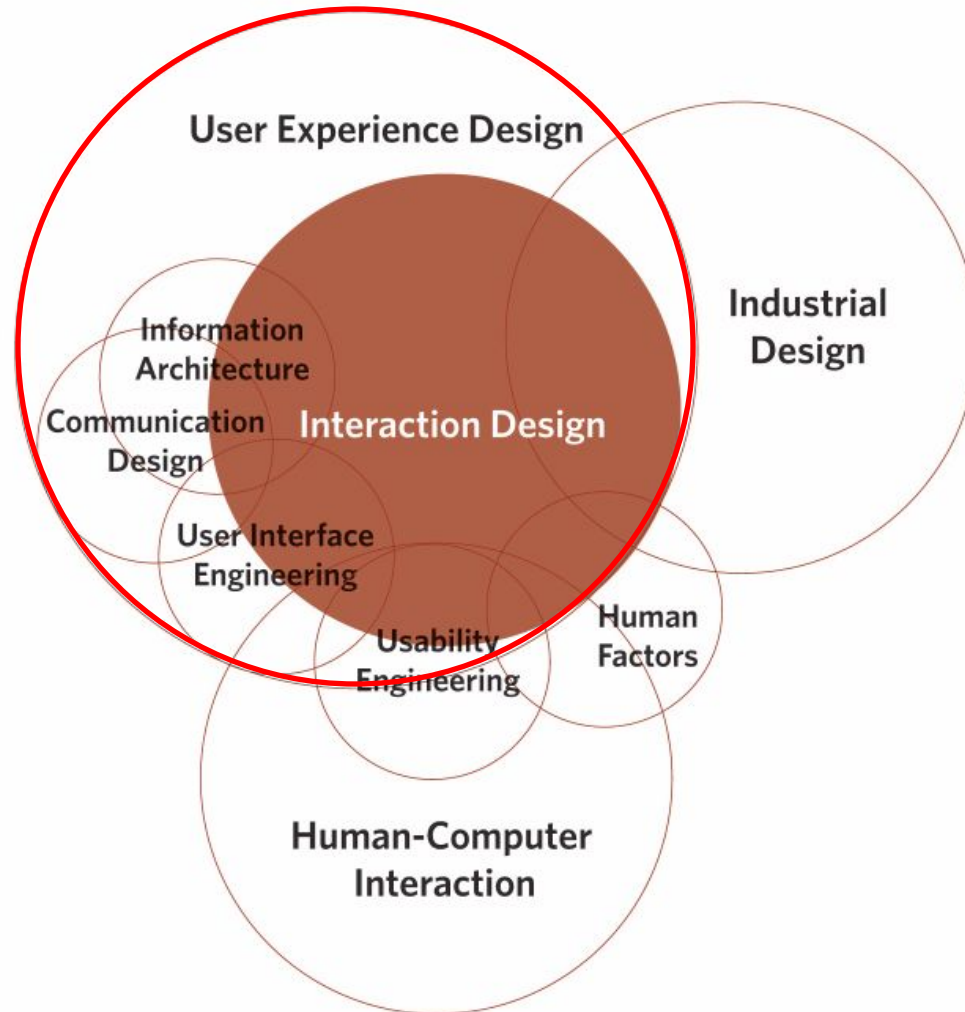 User Experience Design
Industrial
Design
Information
Architecture
Communication
Design
Interaction Design
User Interface
Engineering
Usability
Engineering
Human
Factors
Human-Computer
Interaction